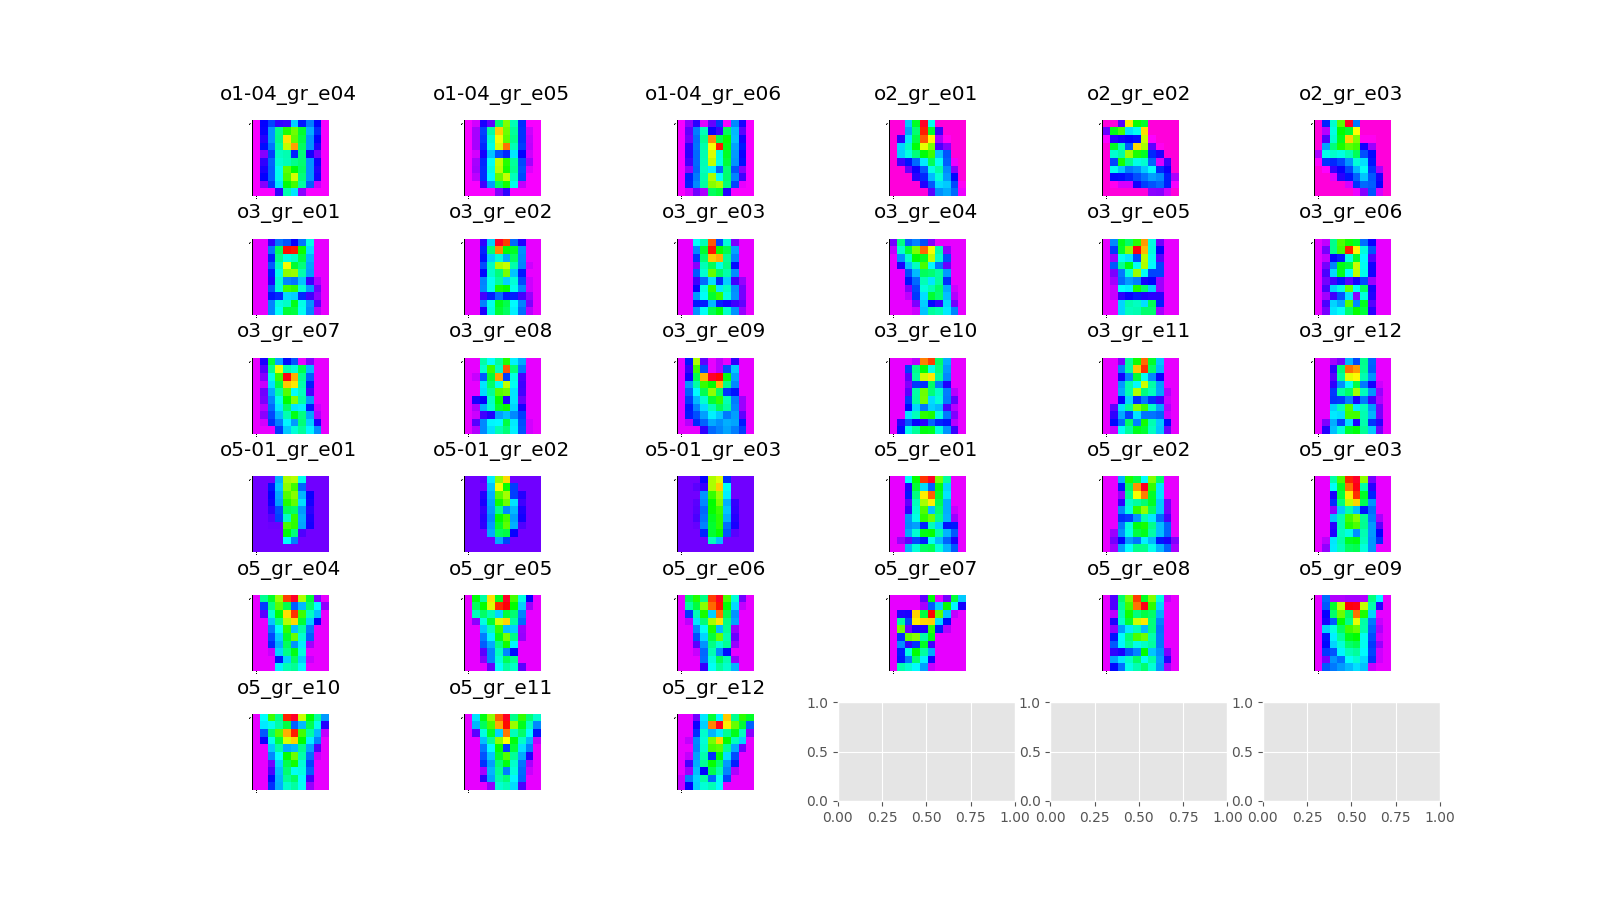 o1-04_gr_e04 o1-04_gr_e05 o1-04_gr_e06 o2_gr_e01 o2_gr_e02 o2_gr_e03
o3_gr_e01 o3_gr_e02 o3_gr_e03 o3_gr_e04 o3_gr_e05 o3_gr_e06
o3_gr_e07 o3_gr_e08 o3_gr_e09 o3_gr_e10 o3_gr_e11 o3_gr_e12
o5-01_gr_e01 o5-01_gr_e02 o5-01_gr_e03 o5_gr_e01 o5_gr_e02 o5_gr_e03
o5_gr_e04 o5_gr_e05 o5_gr_e06 o5_gr_e07 o5_gr_e08 o5_gr_e09
o5_gr_e10 o5_gr_e11 o5_gr_e12
1.0 1.0 1.0
0.5 0.5 0.5
0.0 0.0 0.0
0.00 0.25 0.50 0.75 1.00 0.00 0.25 0.50 0.75 1.00 0.00 0.25 0.50 0.75 1.00